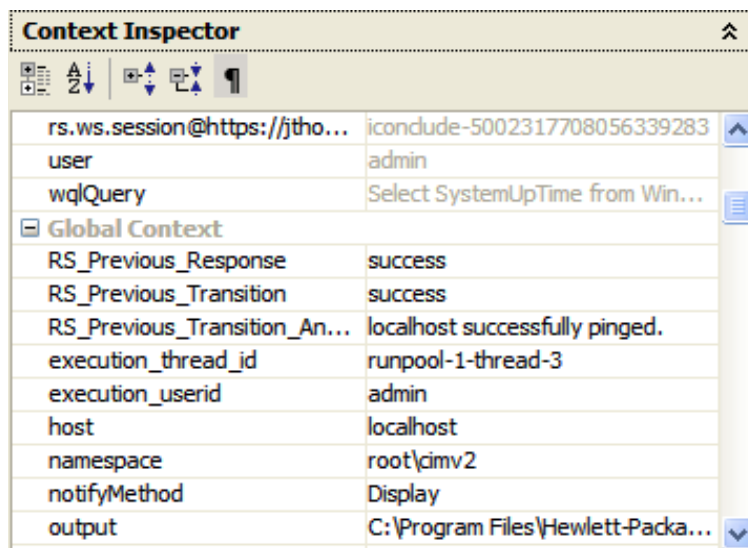 Context Inspector
rs.ws.session@https://jtho... iconclude-5002317708056339283
user admin
wqlQuery Select SystemUpTime from Win...
Global Context
RS_Previous_Response success
RS_Previous_Transition success
RS_Previous_Transition_An... localhost successfully pinged.
execution_thread_id runpool-1-thread-3
execution_userid admin
host localhost
namespace root\cimv2
notifyMethod Display
output C:\Program Files\Hewlett-Packa...